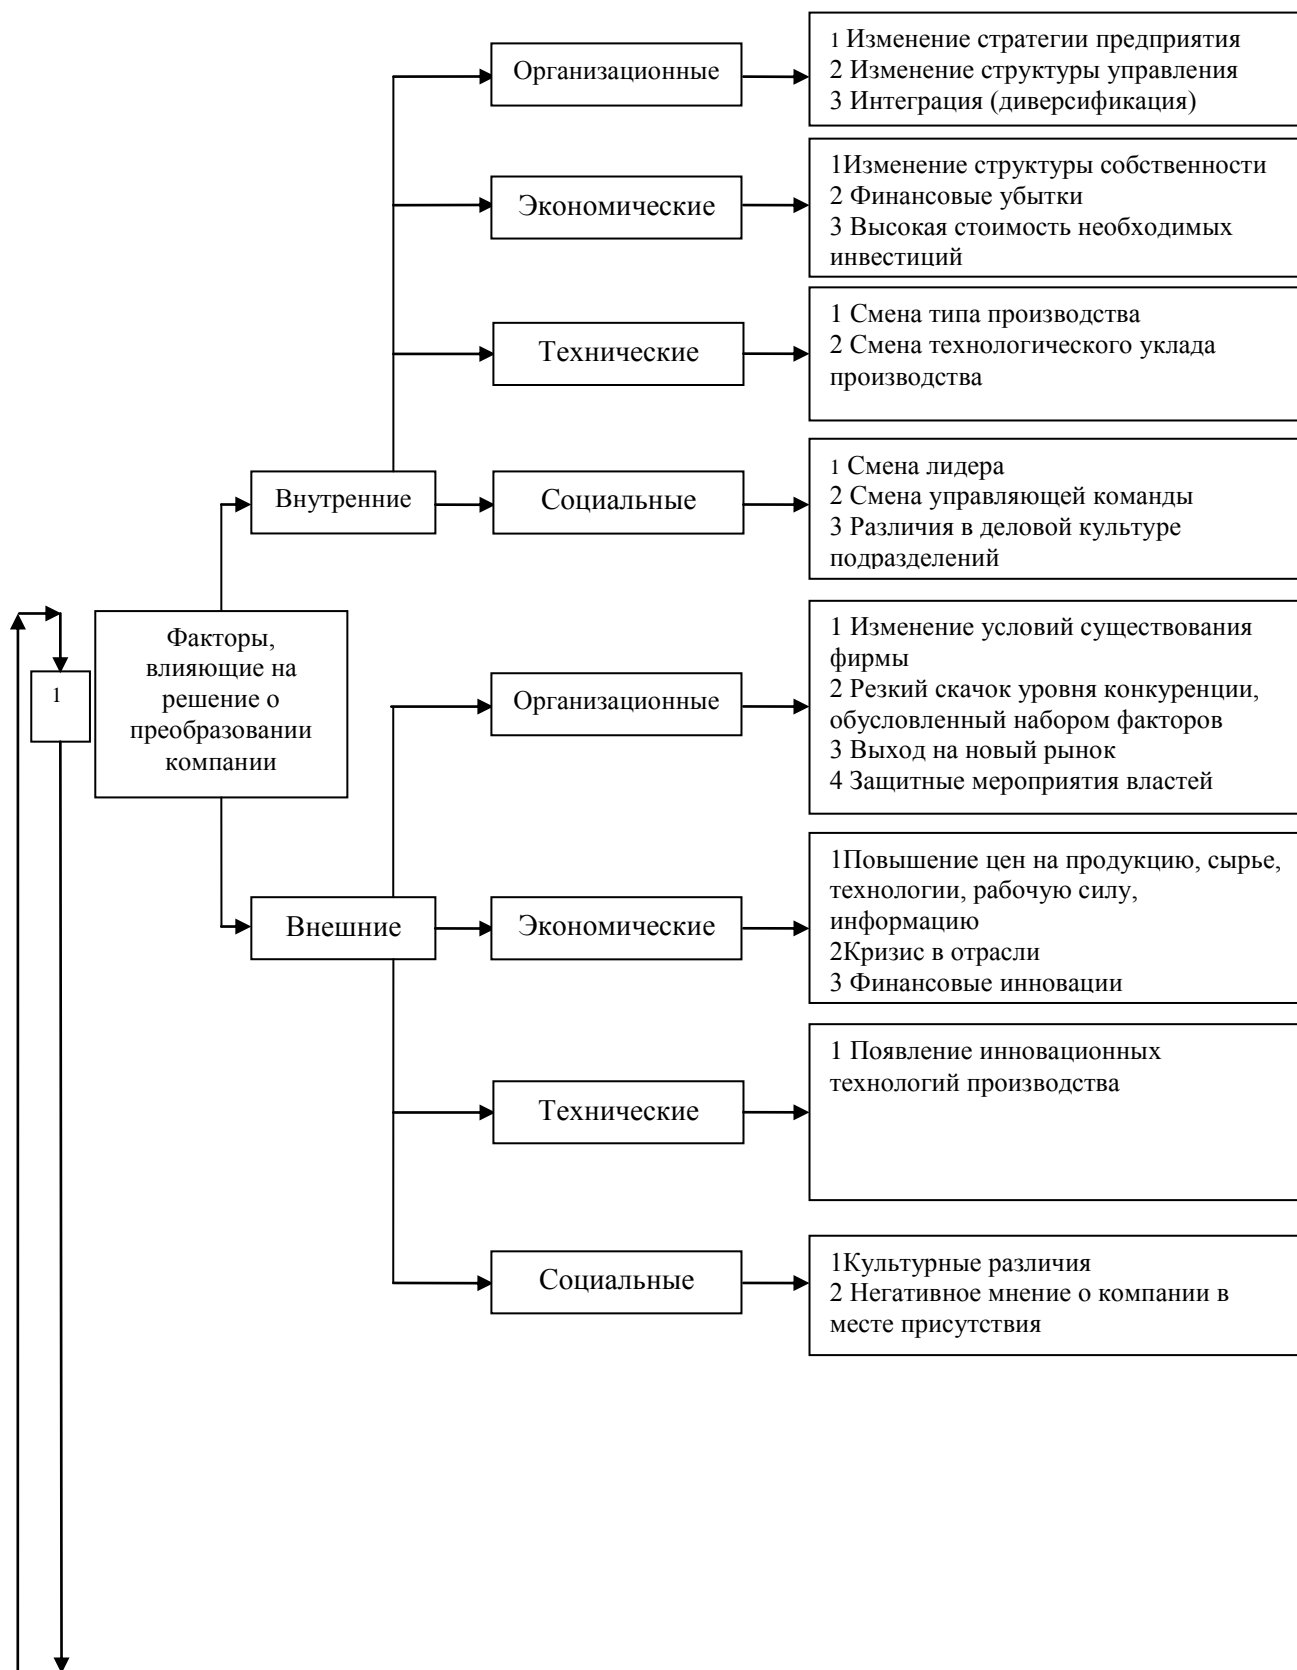 Организационные
1 Изменение стратегии предприятия
2 Изменение структуры управления
3 Интеграция (диверсификация)
Экономические
1Изменение структуры собственности
2 Финансовые убытки
3 Высокая стоимость необходимых
инвестиций
Технические
1 Смена типа производства
2 Смена технологического уклада
производства
Внутренние
Социальные
1 Смена лидера
2 Смена управляющей команды
3 Различия в деловой культуре
подразделений
1
Факторы,
влияющие на
решение о
преобразовании
компании
Организационные
1 Изменение условий существования
фирмы
2 Резкий скачок уровня конкуренции,
обусловленный набором факторов
3 Выход на новый рынок
4 Защитные мероприятия властей
Внешние
Экономические
1Повышение цен на продукцию, сырье,
технологии, рабочую силу,
информацию
2Кризис в отрасли
3 Финансовые инновации
Технические
1 Появление инновационных
технологий производства
Социальные
1Культурные различия
2 Негативное мнение о компании в
месте присутствия